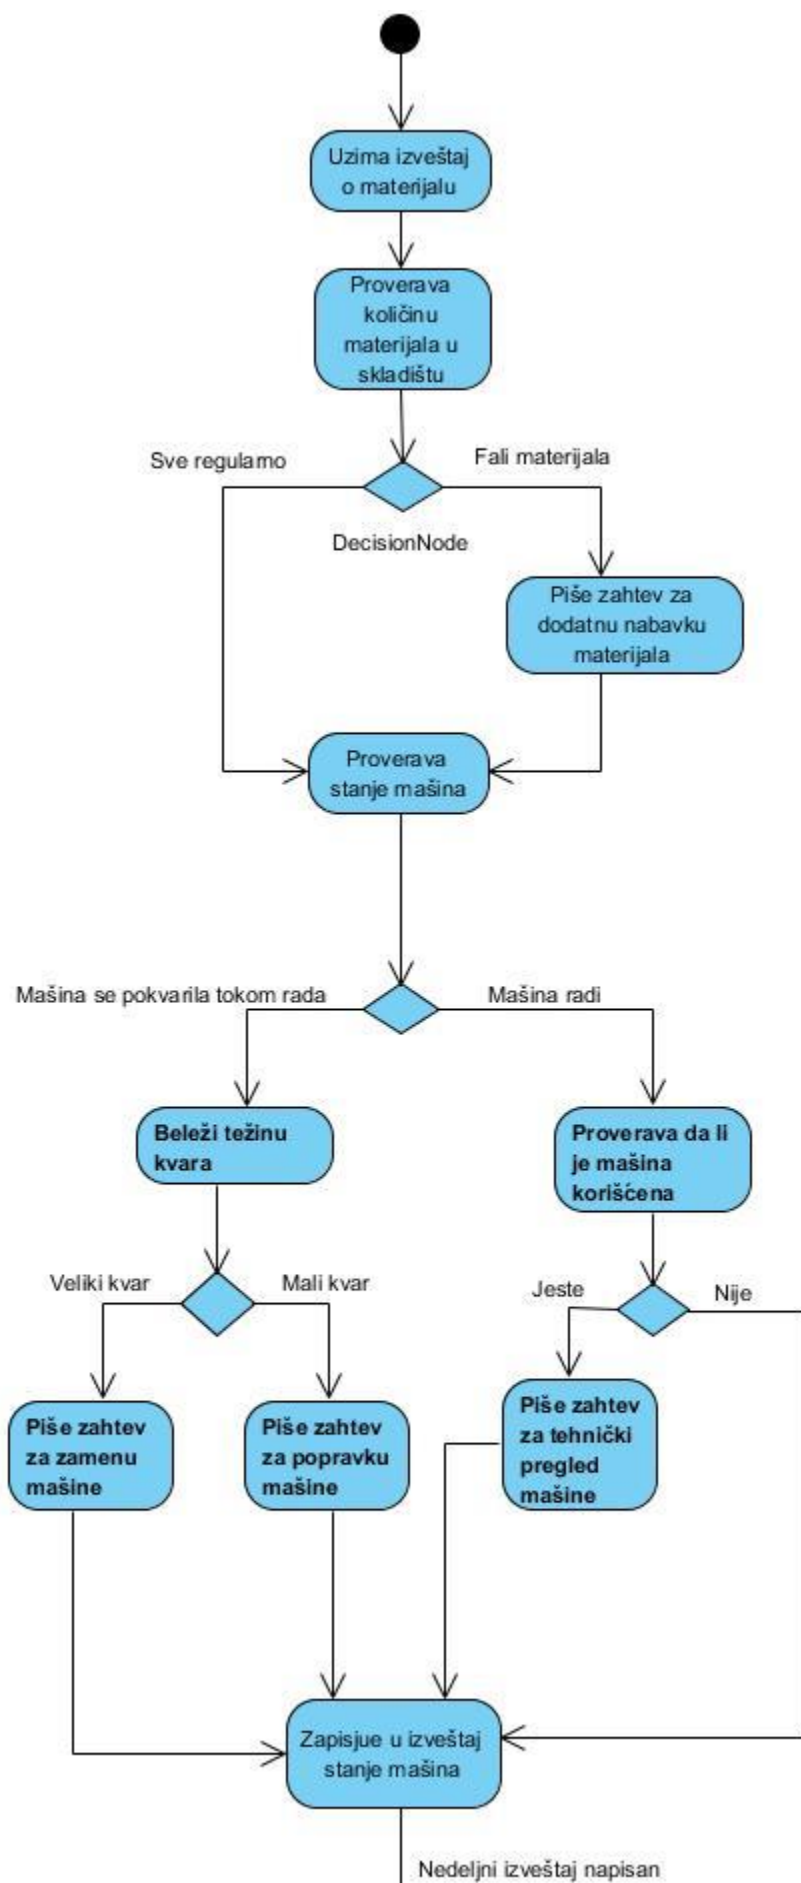 Uzima izveštaj
o materijalu
Proverava
količinu
materijala u
skladištu
Sve regulamo
Fali materijala
DecisionNode
Piše zahtev za
dodatnu nabavku
materijala
Proverava
stanje mašina
Mašina se pokvarila tokom rada
Mašina radi
Beleži težinu
kvara
Proverava da li
je mašina
korišćena
Veliki kvar
Mali kvar
Jeste
Nije
Piše zahtev
za zamenu
mašine
Piše zahtev
za popravku
mašine
Piše zahtev
za tehnički
pregled
mašine
Zapisjue u izveštaj
stanje mašina
Nedeljni izveštaj napisan